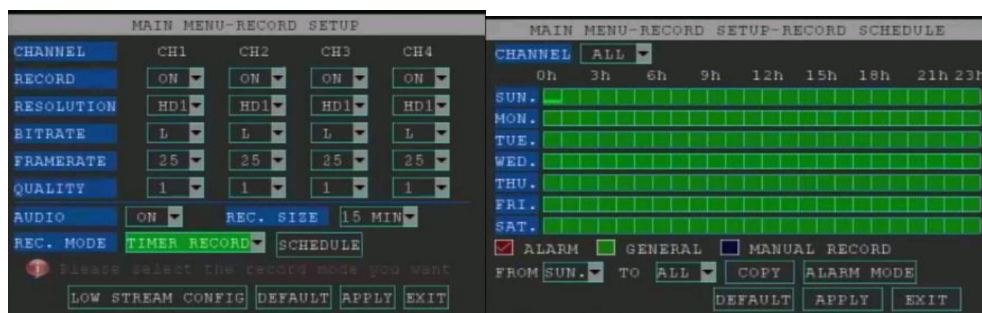 MAIN MENU-RECORD SETUP
CHANNEL CH1 CH2 CH3 CH4
RECORD ON ON ON ON
RESOLUTION HD1 HD1 HD1 HD1
BITRATE L L L L
FRAMERATE 25 25 25 25
QUALITY 1 1 1 1
AUDIO ON REC. SIZE 15 MIN
REC. MODE TIMER RECORD SCHEDULE
Please select the record mode you want
LOW STREAM CONFIG DEFAULT APPLY EXIT
MAIN MENU-RECORD SETUP-RECORD SCHEDULE
CHANNEL ALL
0h 3h 6h 9h 12h 15h 18h 21h 23h
SUN.
MON.
TUE.
WED.
THU.
FRI.
SAT.
ALARM GENERAL MANUAL RECORD
FROM SUN. TO ALL COPY ALARM MODE
DEFAULT APPLY EXIT